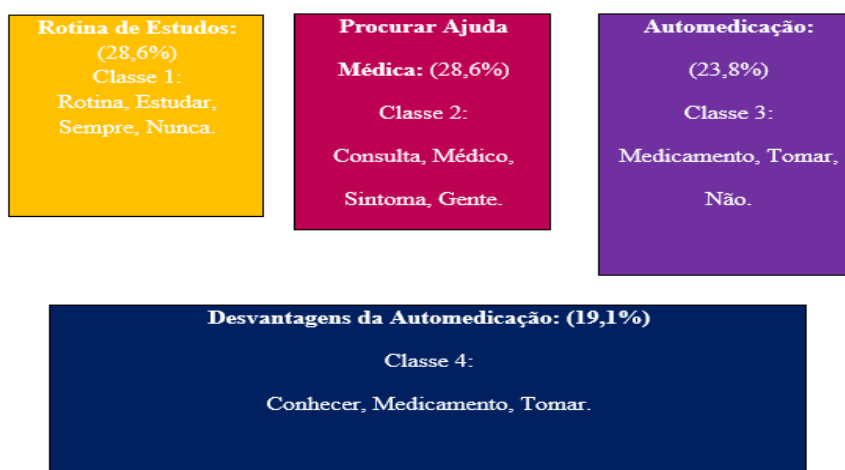 Rotina de Estudos:
(28,6%)
Classe 1:
Rotina, Estudar,
Sempre, Nunca.
Procurar Ajuda
Médica: (28,6%)
Classe 2:
Consulta, Médico,
Sintoma, Gente.
Automedicação:
(23,8%)
Classe 3:
Medicamento, Tomar,
Não.
Desvantagens da Automedicação: (19,1%)
Classe 4:
Conhecer, Medicamento, Tomar.